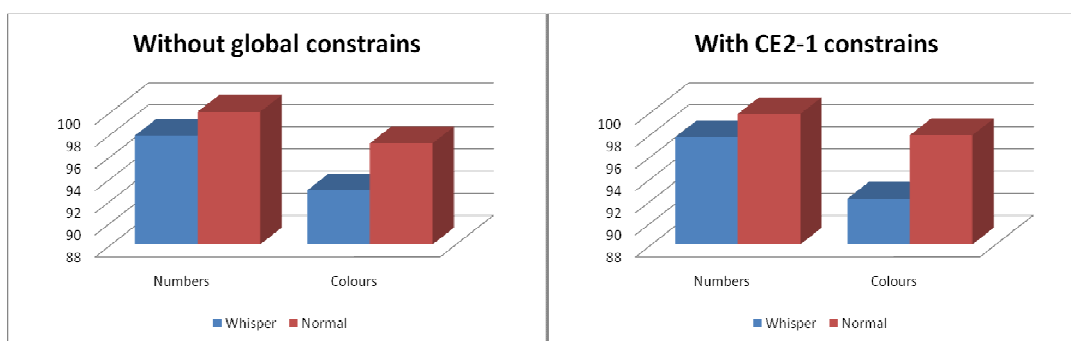 Without global constrains
100
98
96
94
92
90
88
Numbers Colours
Whisper Normal
With CE2-1 constrains
100
98
96
94
92
90
88
Numbers Colours
Whisper Normal